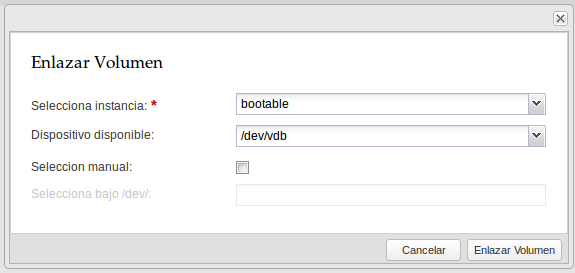 Enlazar Volumen
Selecciona instancia: *
bootable
Dispositivo disponible:
/dev/vdb
Seleccion manual:
Selecciona bajo /dev/:
Cancelar
Enlazar Volumen